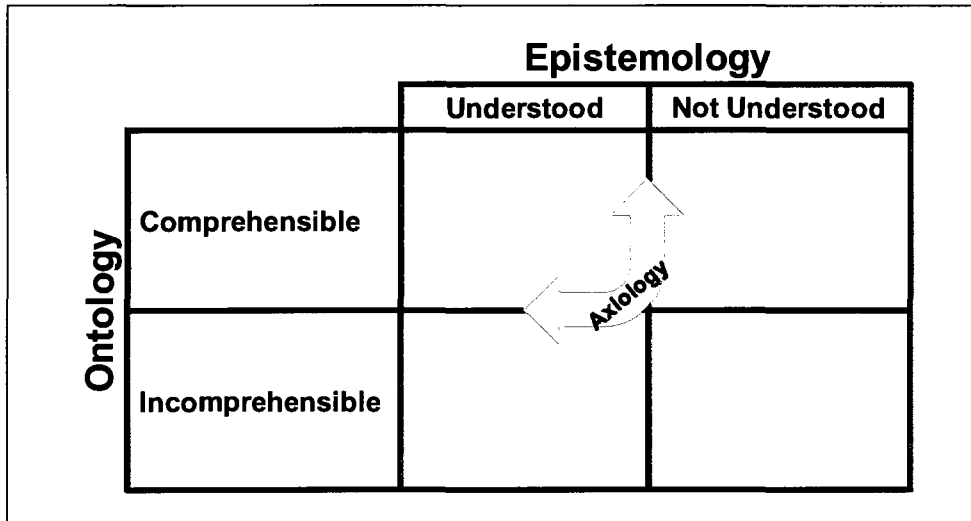 Epistemology
Understood
Not Understood
Ontology
Comprehensible
Axiology
Incomprehensible